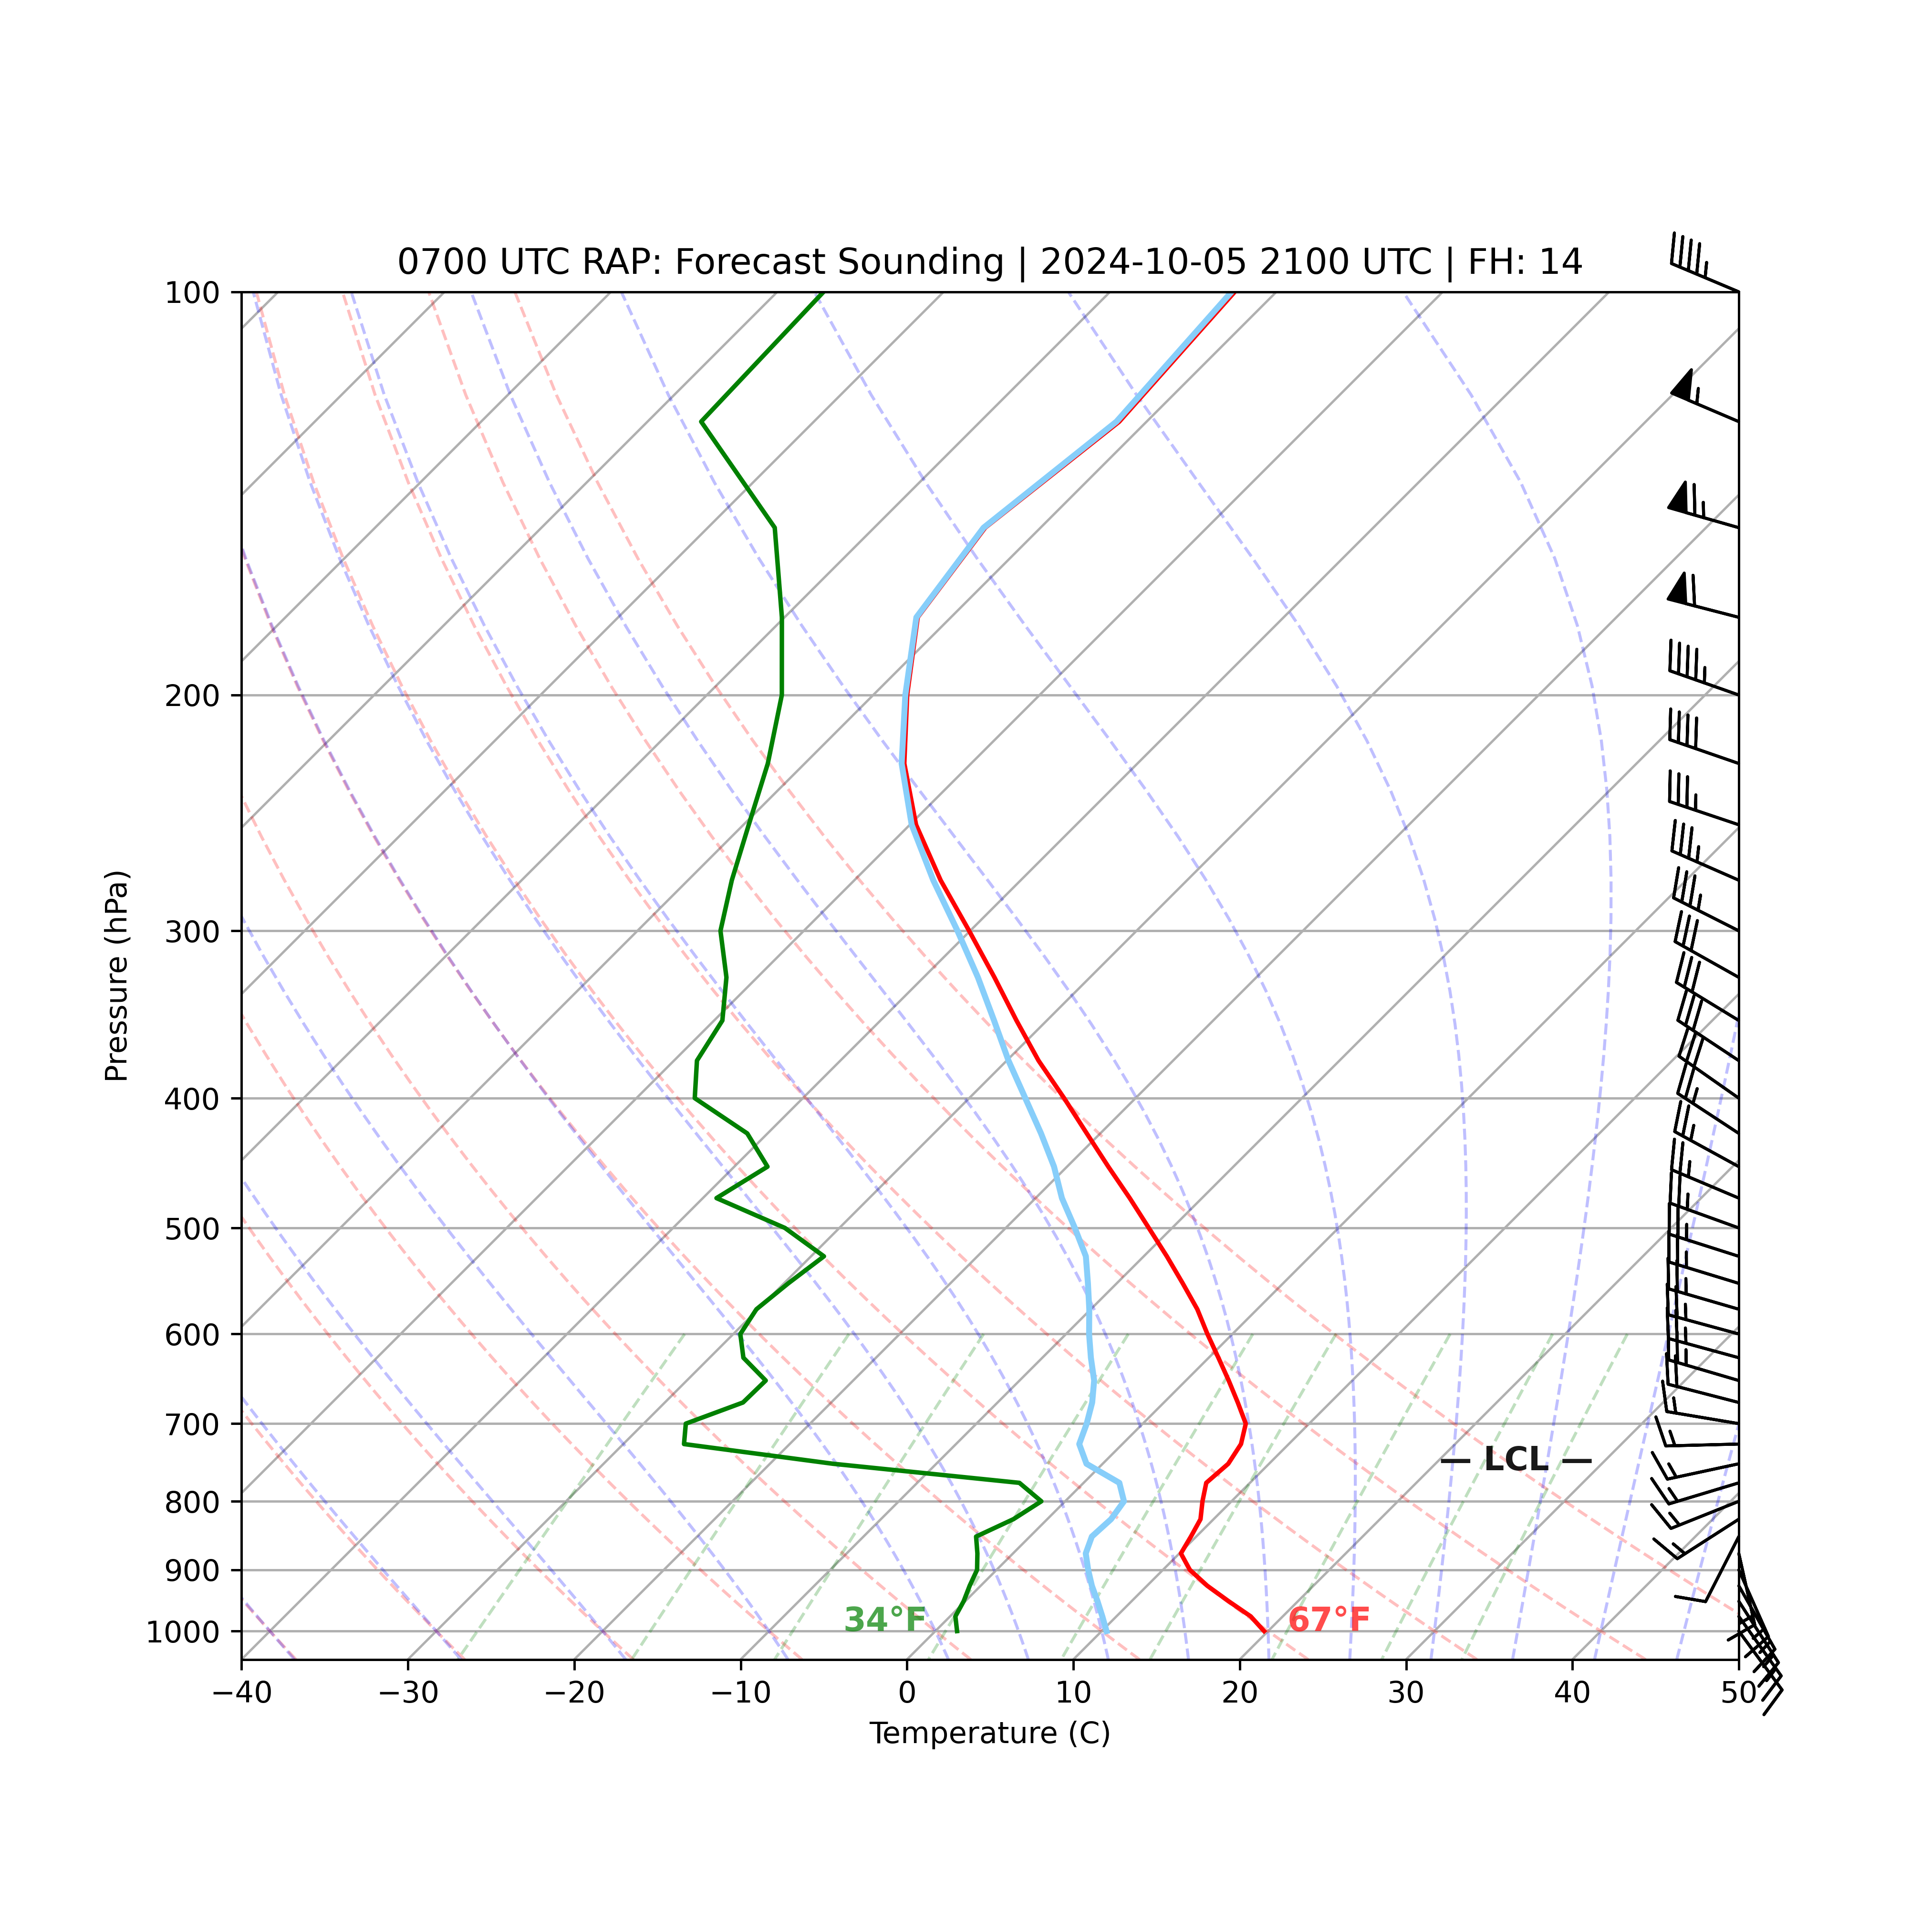 0700 UTC RAP: Forecast Sounding | 2024-10-05 2100 UTC | FH: 14
100
200
300
400
500
600
700
800
900
1000
Pressure (hPa)
— LCL —
34°F
67°F
−40 −30 −20 −10 0 10 20 30 40 50
Temperature (C)